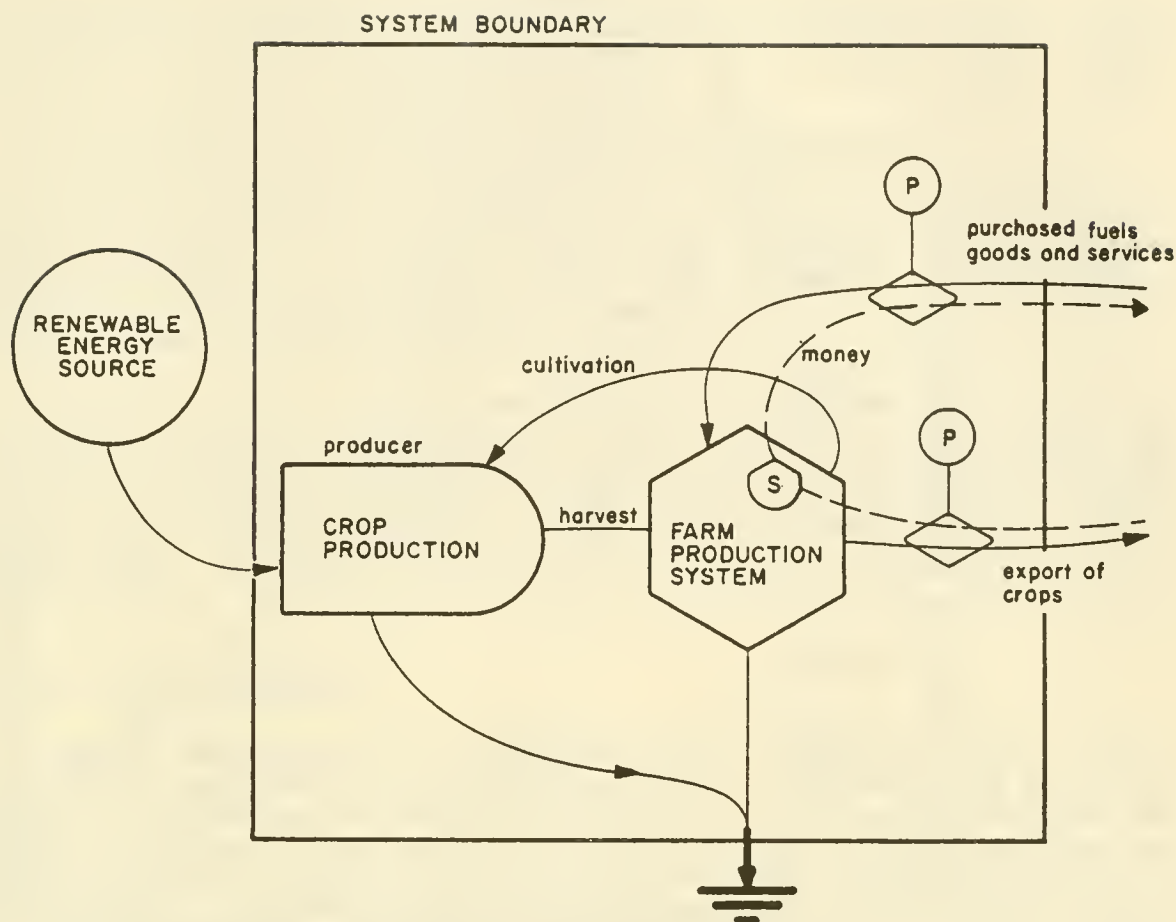 SYSTEM BOUNDARY
P
purchased fuels
goods and services
RENEWABLE
ENERGY
SOURCE
money
cultivation
P
producer
S
harvest
CROP
PRODUCTION
FARM
PRODUCTION
SYSTEM
export of
crops